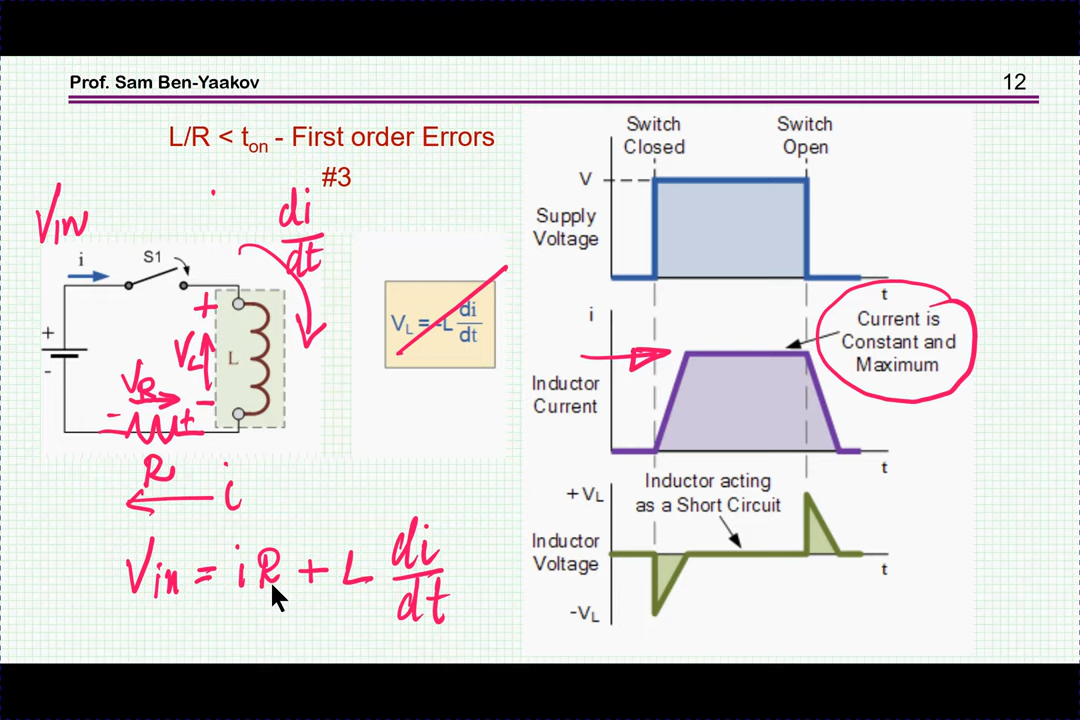 Prof. Sam Ben-Yaakov
12
L/R < ton - First order Errors
#3
Vin
di
dt
i
S1
+
-
+
VL
-
L
VR
-
+
R
i
Vin = iR + L di/dt
VL = -L di/dt
Switch
Closed
Switch
Open
V
Supply
Voltage
t
i
Current is
Constant and
Maximum
Inductor
Current
t
+VL
Inductor acting
as a Short Circuit
Inductor
Voltage
t
-VL